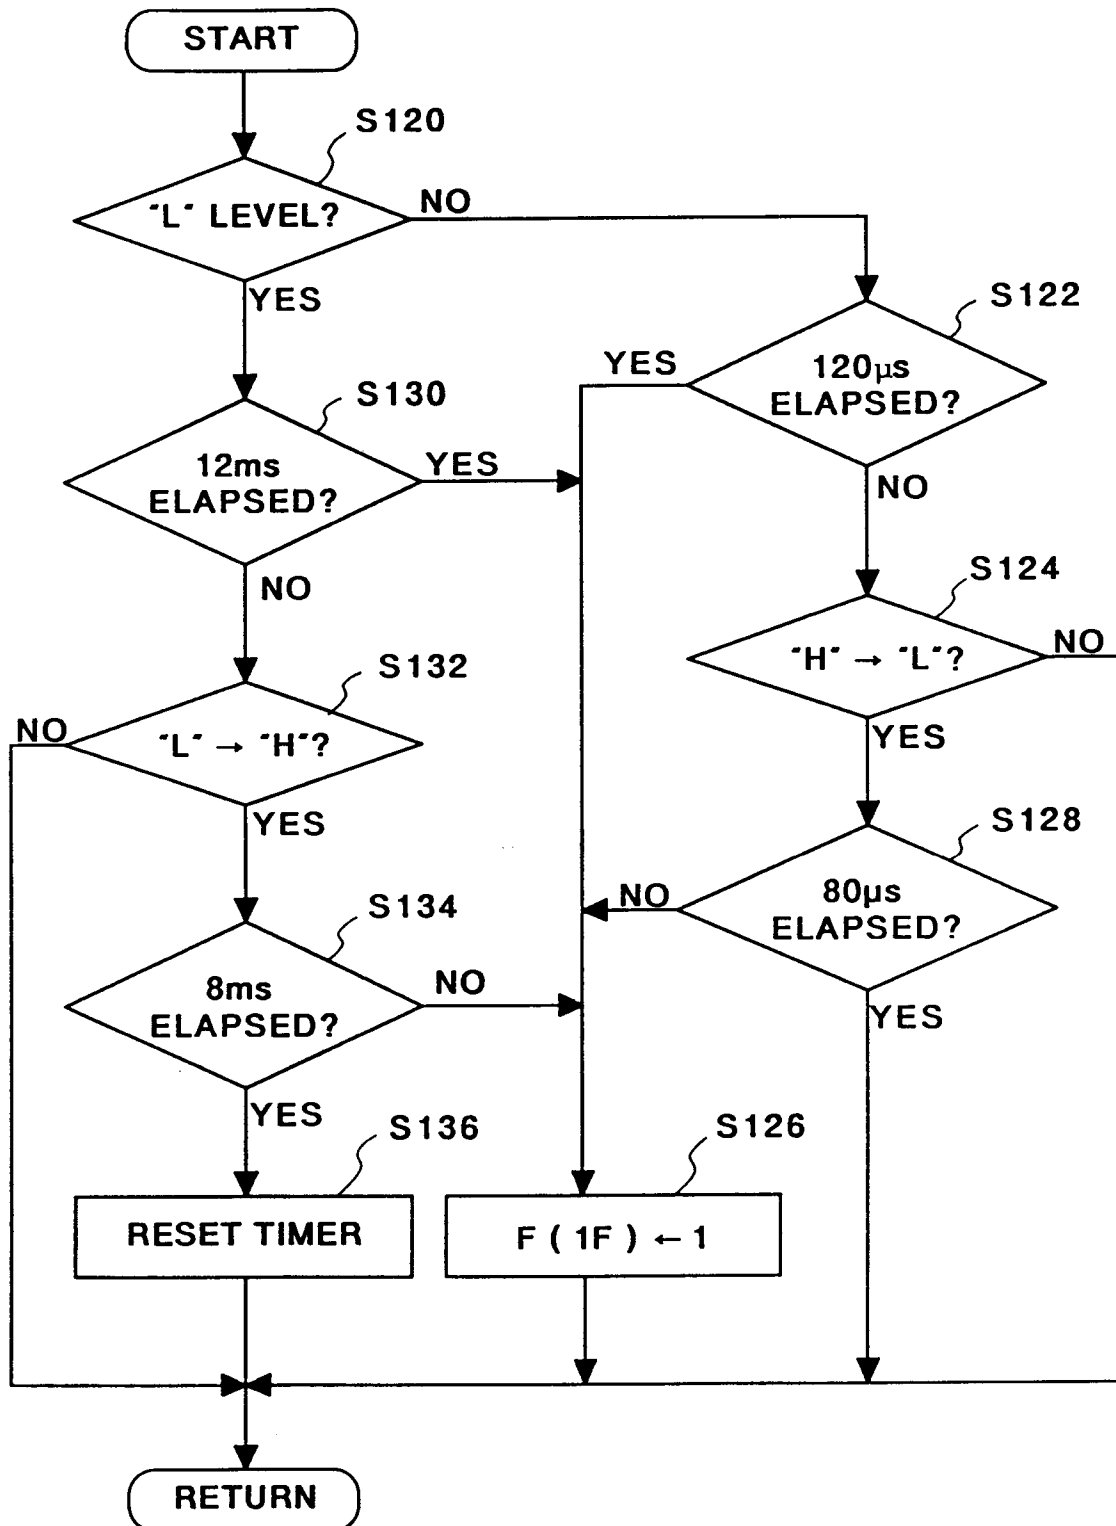 START
S120
"L" LEVEL?
NO
YES
S122
120μs
ELAPSED?
YES
NO
S130
12ms
ELAPSED?
YES
NO
S124
"H" → "L"?
NO
YES
S132
"L" → "H"?
NO
YES
S128
80μs
ELAPSED?
NO
YES
S134
8ms
ELAPSED?
NO
YES
S136
RESET TIMER
S126
F ( 1F ) ← 1
RETURN